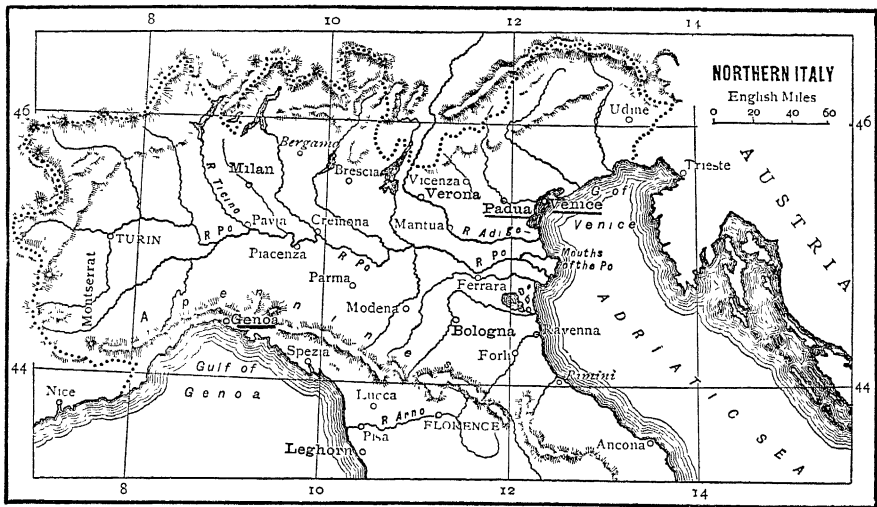 8
10
12
14
NORTHERN ITALY
English Miles
0 20 40 60
46
46
Udine
Bergamo
Milan
Brescia
Trieste
Vicenza
Verona
R Ticino
Padua
Venice
G. of
Venice
AUSTRIA
Pavia
Cremona
Mantua
R Adige
TURIN
R Po
Piacenza
R Po
R Po
Mouths
of the Po
Parma
Ferrara
Montserrat
Modena
Apennine
Genoa
Bologna
Ravenna
ADRIATIC SEA
Spezia
Forli
44
44
Gulf of
Genoa
Rimini
Nice
Lucca
R Arno
FLORENCE
Pisa
Ancona
Leghorn
8
10
12
14